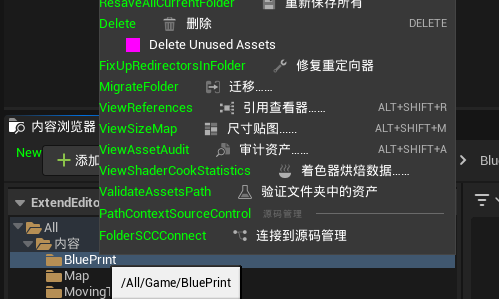 ResaveAllCurrentFolder 重新保存所有
Delete 删除 DELETE
Delete Unused Assets
FixUpRedirectorsInFolder 修复重定向器
MigrateFolder 迁移……
ViewReferences 引用查看器…… ALT+SHIFT+R
ViewSizeMap 尺寸贴图…… ALT+SHIFT+M
ViewAssetAudit 审计资产…… ALT+SHIFT+A
ViewShaderCookStatistics 着色器烘焙数据……
ValidateAssetsPath 验证文件夹中的资产
PathContextSourceControl 源码管理
FolderSCCConnect 连接到源码管理
内容浏览器
New
添加
Blu
ExtendEdito
All
内容
BluePrint
Map
MovingT
/All/Game/BluePrint